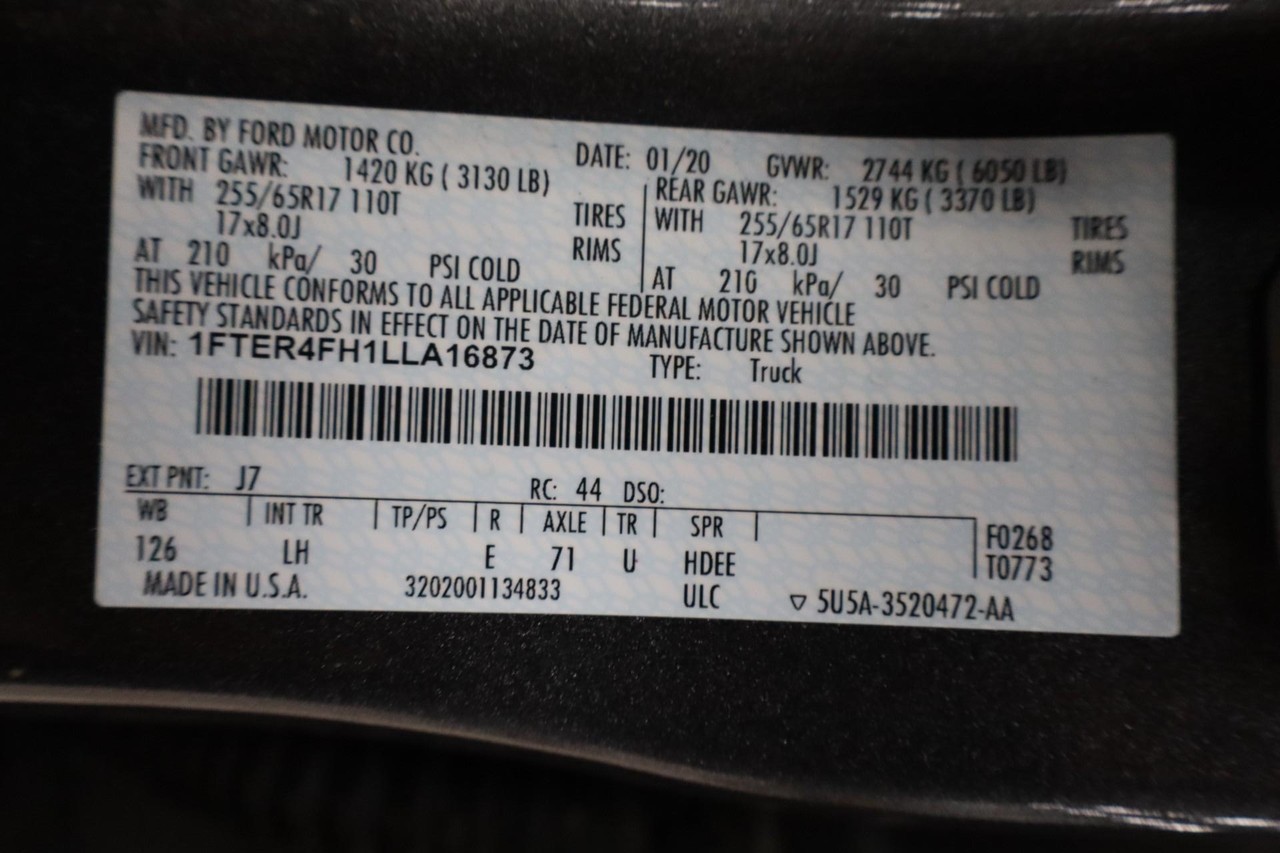 MFD. BY FORD MOTOR CO. DATE: 01/20 GVWR: 2744 KG ( 6050 LB)
FRONT GAWR: 1420 KG ( 3130 LB) REAR GAWR: 1529 KG ( 3370 LB)
WITH 255/65R17 110T TIRES WITH 255/65R17 110T TIRES
17x8.0J RIMS 17x8.0J RIMS
AT 210 kPa/ 30 PSI COLD AT 210 kPa/ 30 PSI COLD
THIS VEHICLE CONFORMS TO ALL APPLICABLE FEDERAL MOTOR VEHICLE
SAFETY STANDARDS IN EFFECT ON THE DATE OF MANUFACTURE SHOWN ABOVE.
VIN: 1FTER4FH1LLA16873 TYPE: Truck
EXT PNT: J7 RC: 44 DSO:
WB INT TR TP/PS R AXLE TR SPR F0268
126 LH E 71 U HDEE T0773
MADE IN U.S.A. 3202001134833 ULC ▽ 5U5A-3520472-AA